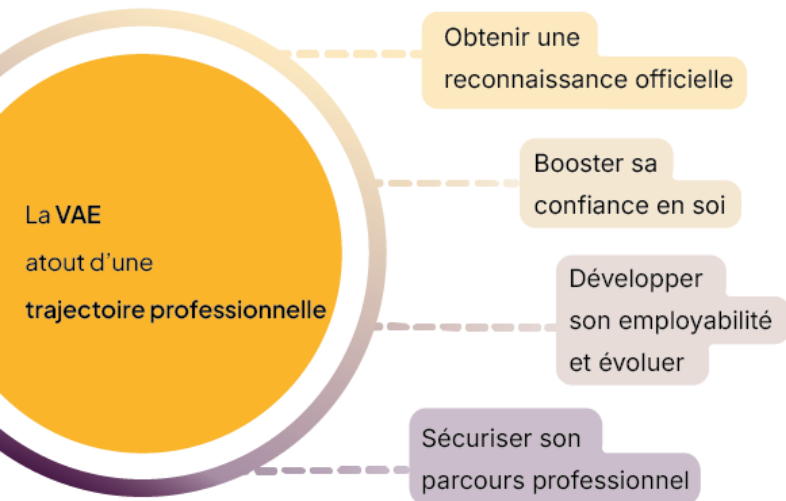 La VAE
atout d'une
trajectoire professionnelle
Obtenir une
reconnaissance officielle
Booster sa
confiance en soi
Développer
son employabilité
et évoluer
Sécuriser son
parcours professionnel